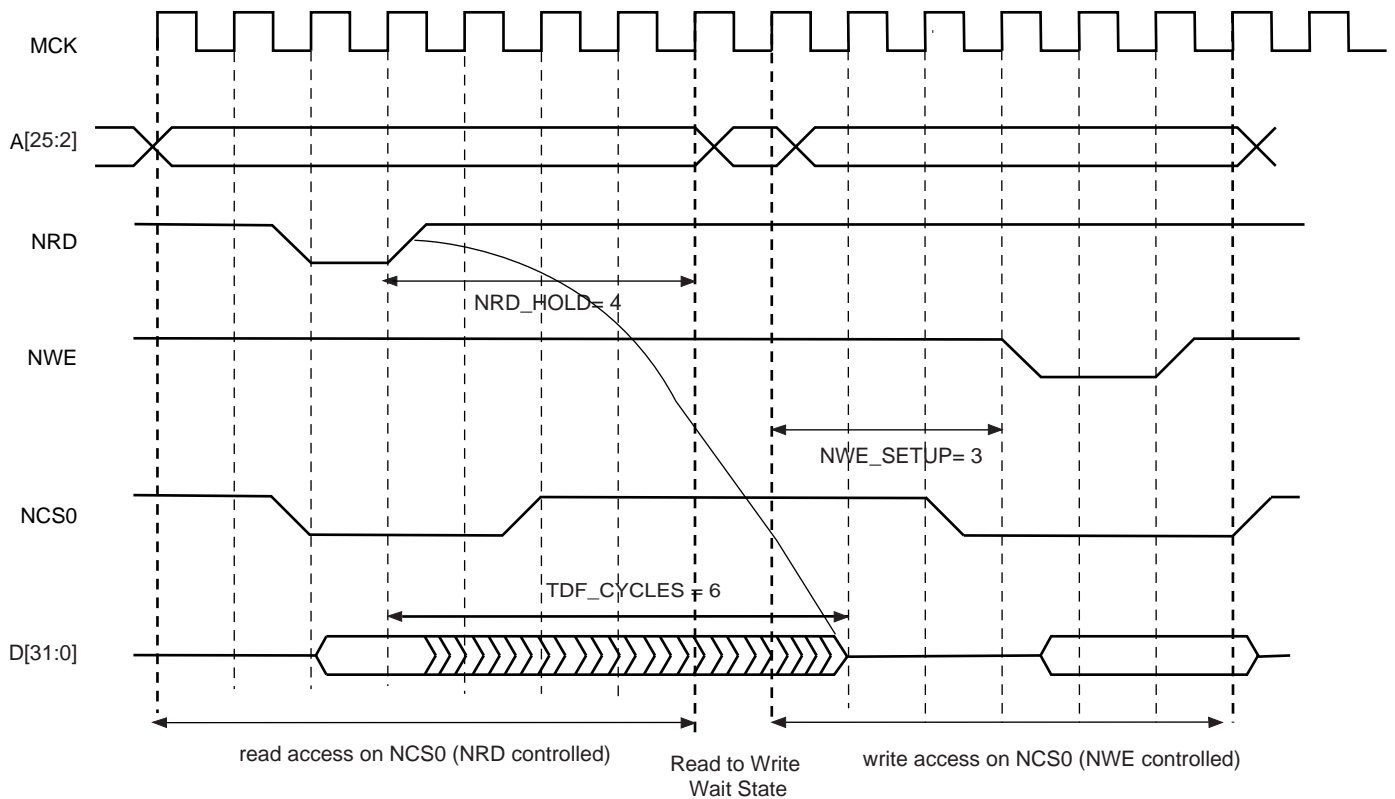 MCK
A[25:2]
NRD
NRD_HOLD= 4
NWE
NWE_SETUP= 3
NCS0
TDF_CYCLES = 6
D[31:0]
read access on NCS0 (NRD controlled)
Read to Write
Wait State
write access on NCS0 (NWE controlled)